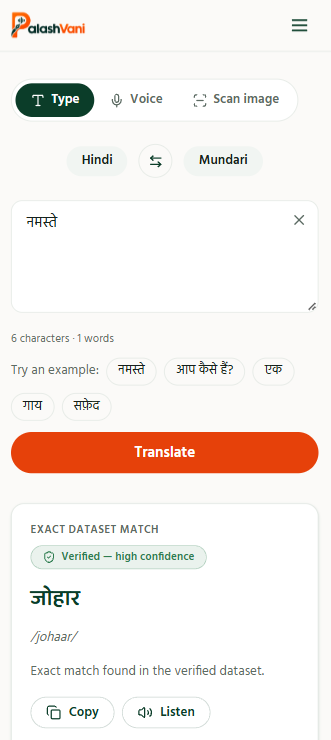 PalashVani
Type Voice Scan image
Hindi Mundari
नमस्ते
6 characters · 1 words
Try an example: नमस्ते आप कैसे हैं? एक
गाय सफ़ेद
Translate
EXACT DATASET MATCH
Verified — high confidence
जोहार
/johaar/
Exact match found in the verified dataset.
Copy Listen